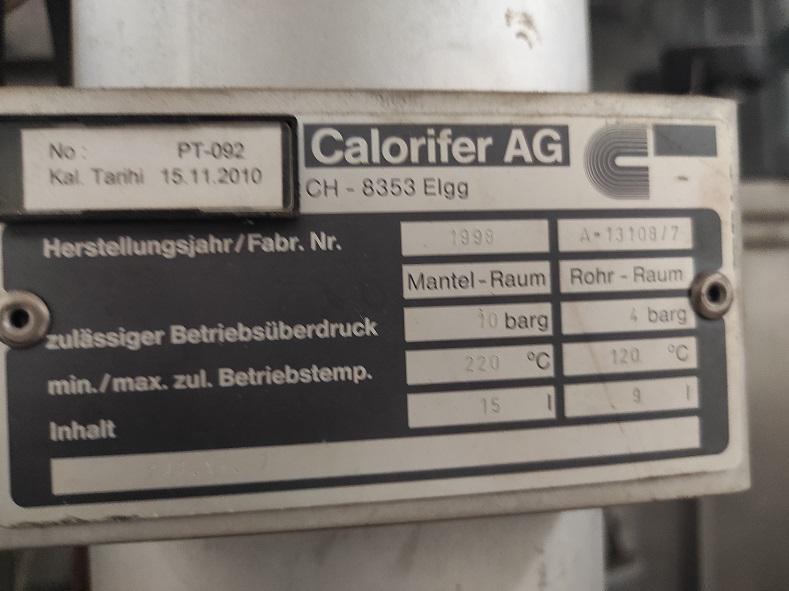 No : PT-092
Kal. Tarihi 15.11.2010
Calorifer AG
CH - 8353 Elgg
Herstellungsjahr/Fabr. Nr. 1998 A-13108/7
Mantel-Raum Rohr - Raum
zulässiger Betriebsüberdruck 10 barg 4 barg
min./max. zul. Betriebstemp. 220 °C 120 °C
Inhalt 15 l 9 l